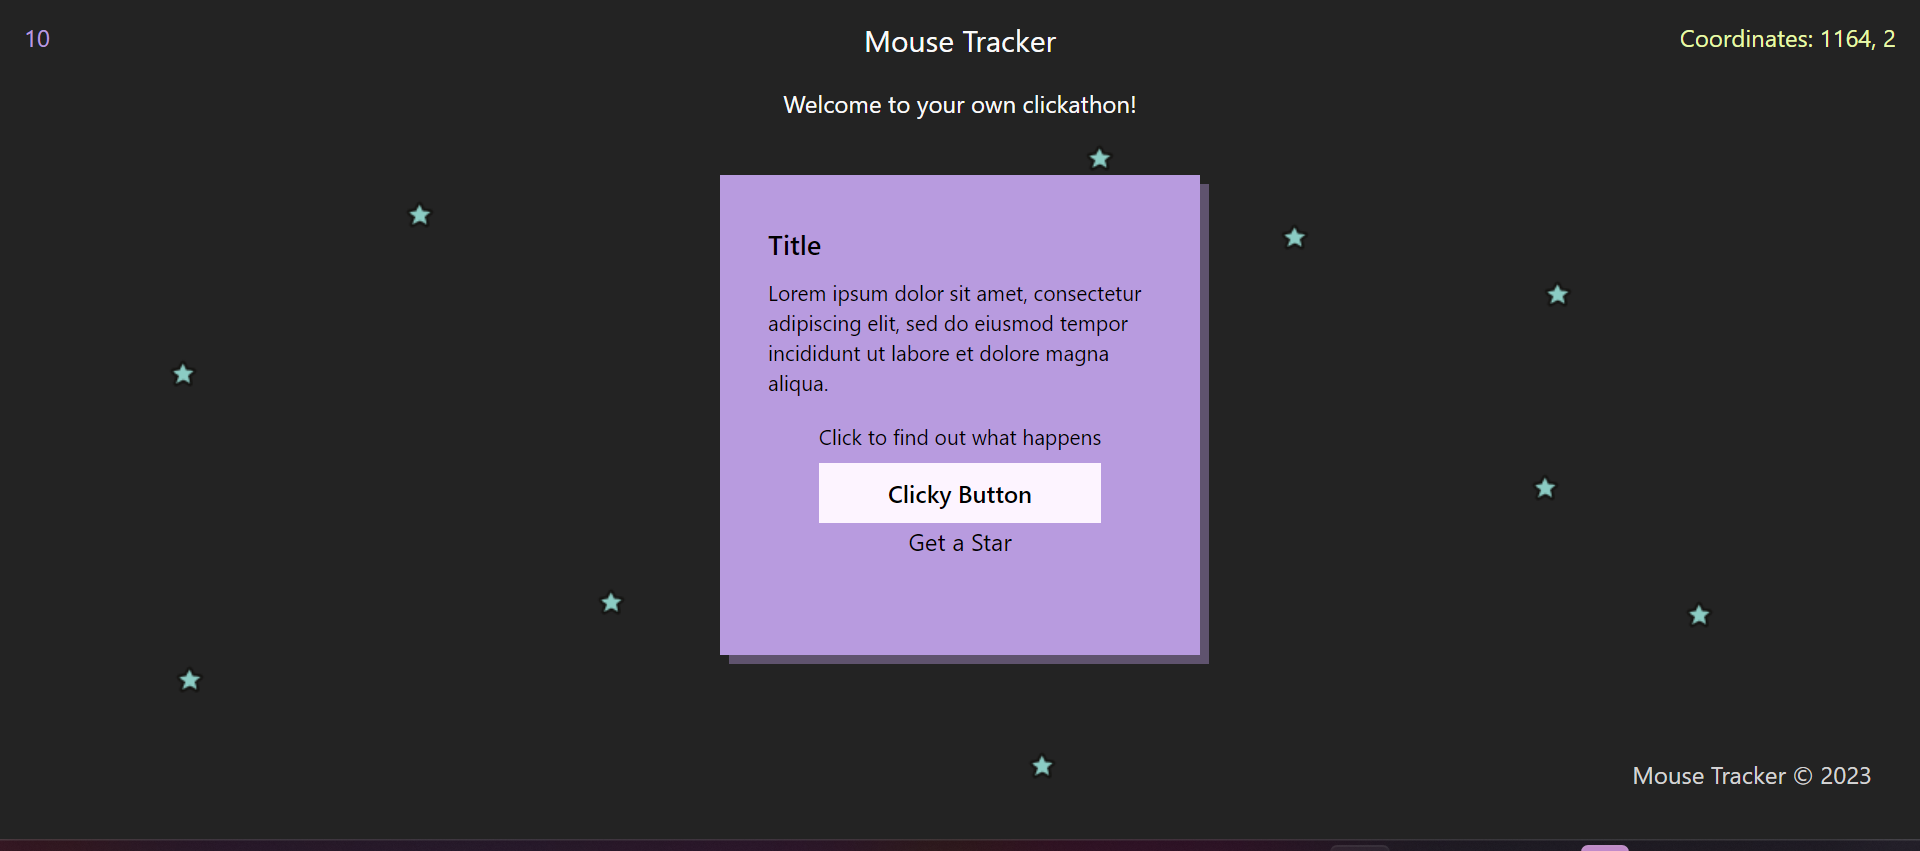 10
Mouse Tracker
Coordinates: 1164, 2
Welcome to your own clickathon!
Title
Lorem ipsum dolor sit amet, consectetur
adipiscing elit, sed do eiusmod tempor
incididunt ut labore et dolore magna
aliqua.
Click to find out what happens
Clicky Button
Get a Star
Mouse Tracker © 2023